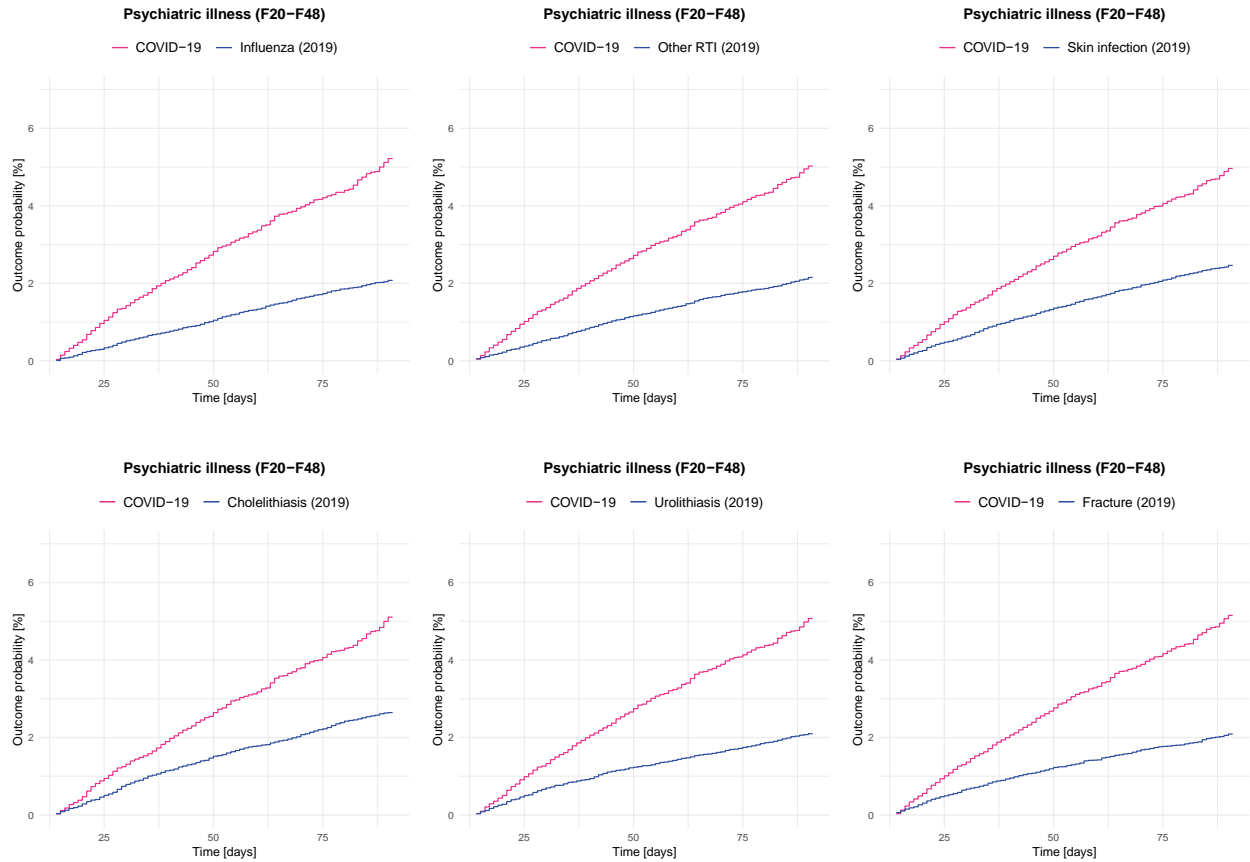 Psychiatric illness (F20−F48)
COVID−19 Influenza (2019)
Outcome probability [%]
6
4
2
0
25 50 75
Time [days]
Psychiatric illness (F20−F48)
COVID−19 Other RTI (2019)
Outcome probability [%]
6
4
2
0
25 50 75
Time [days]
Psychiatric illness (F20−F48)
COVID−19 Skin infection (2019)
Outcome probability [%]
6
4
2
0
25 50 75
Time [days]
Psychiatric illness (F20−F48)
COVID−19 Cholelithiasis (2019)
Outcome probability [%]
6
4
2
0
25 50 75
Time [days]
Psychiatric illness (F20−F48)
COVID−19 Urolithiasis (2019)
Outcome probability [%]
6
4
2
0
25 50 75
Time [days]
Psychiatric illness (F20−F48)
COVID−19 Fracture (2019)
Outcome probability [%]
6
4
2
0
25 50 75
Time [days]